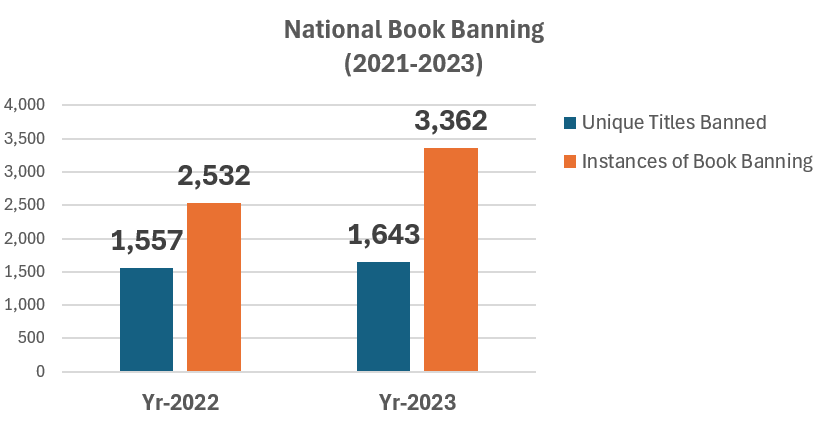 National Book Banning
(2021-2023)
4,000
3,500
3,000
2,500
2,000
1,500
1,000
500
0
1,557
2,532
1,643
3,362
Yr-2022
Yr-2023
Unique Titles Banned
Instances of Book Banning